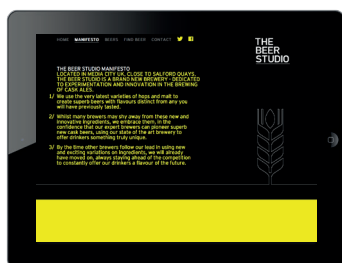 HOME MANIFESTO BEERS FIND BEER CONTACT
THE
BEER
STUDIO
THE BEER STUDIO MANIFESTO
LOCATED IN MEDIA CITY UK, CLOSE TO SALFORD QUAYS,
THE BEER STUDIO IS A BRAND NEW BREWERY - DEDICATED
TO EXPERIMENTATION AND INNOVATION IN THE BREWING
OF CASK ALES.
1/ We use the very latest varieties of hops and malt to
create superb beers with flavours distinct from any you
will have previously tasted.
2/ Whilst many brewers may shy away from these new and
innovative ingredients, we embrace them, in the
confidence that our expert brewers can pioneer superb
new cask beers, using our state of the art brewery to
offer drinkers something truly unique.
3/ By the time other brewers follow our lead in using new
and exciting variations on ingredients, we will already
have moved on, always staying ahead of the competition
to constantly offer our drinkers a flavour of the future.